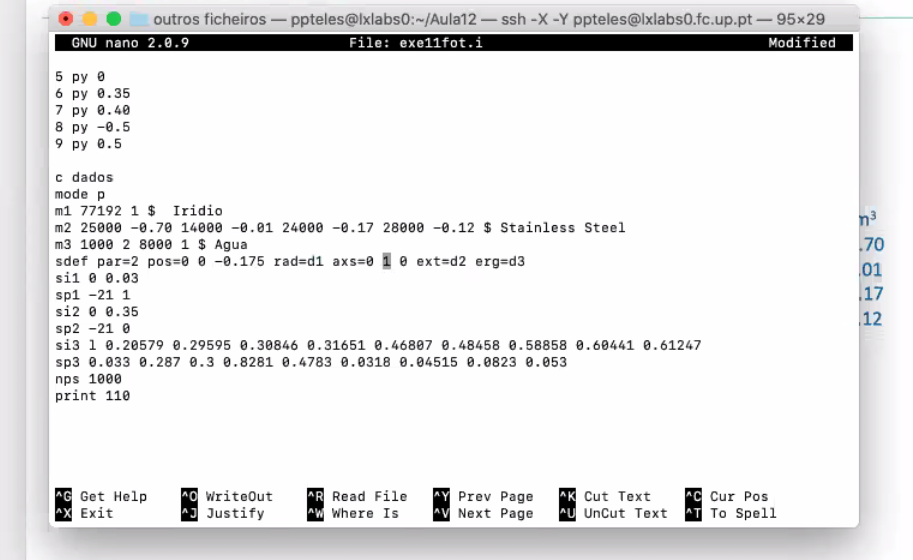 outros ficheiros — ppteles@lxlabs0:~/Aula12 — ssh -X -Y ppteles@lxlabs0.fc.up.pt — 95×29
GNU nano 2.0.9 File: exe11fot.i Modified
5 py 0
6 py 0.35
7 py 0.40
8 py -0.5
9 py 0.5
c dados
mode p
m1 77192 1 $ Iridio
m2 25000 -0.70 14000 -0.01 24000 -0.17 28000 -0.12 $ Stainless Steel
m3 1000 2 8000 1 $ Agua
sdef par=2 pos=0 0 -0.175 rad=d1 axs=0 1 0 ext=d2 erg=d3
si1 0 0.03
sp1 -21 1
si2 0 0.35
sp2 -21 0
si3 l 0.20579 0.29595 0.30846 0.31651 0.46807 0.48458 0.58858 0.60441 0.61247
sp3 0.033 0.287 0.3 0.8281 0.4783 0.0318 0.04515 0.0823 0.053
nps 1000
print 110
m³
.70
.01
.17
.12
^G Get Help ^O WriteOut ^R Read File ^Y Prev Page ^K Cut Text ^C Cur Pos
^X Exit ^J Justify ^W Where Is ^V Next Page ^U UnCut Text ^T To Spell